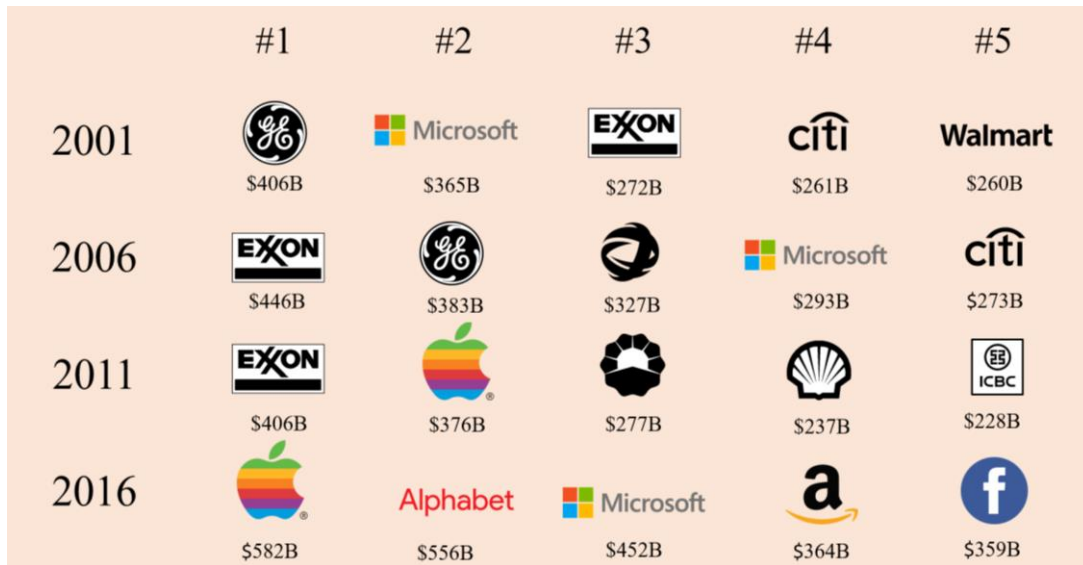 #1 #2 #3 #4 #5
2001 GE Microsoft EXXON citi Walmart
$406B $365B $272B $261B $260B
2006 EXXON GE Microsoft citi
$446B $383B $327B $293B $273B
2011 EXXON ® ICBC
$406B $376B $277B $237B $228B
2016 ® Alphabet Microsoft a f
$582B $556B $452B $364B $359B